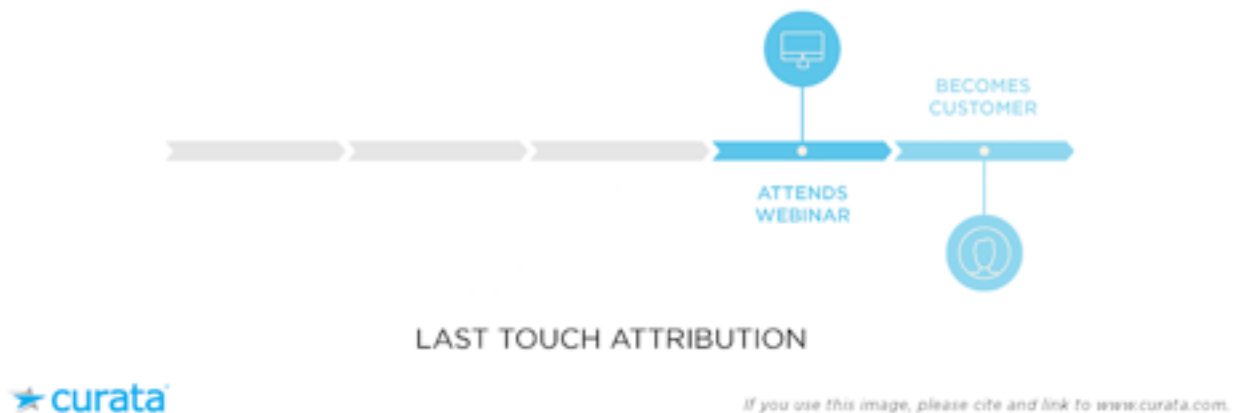 BECOMES
CUSTOMER
ATTENDS
WEBINAR
LAST TOUCH ATTRIBUTION
curata
If you use this image, please cite and link to www.curata.com.